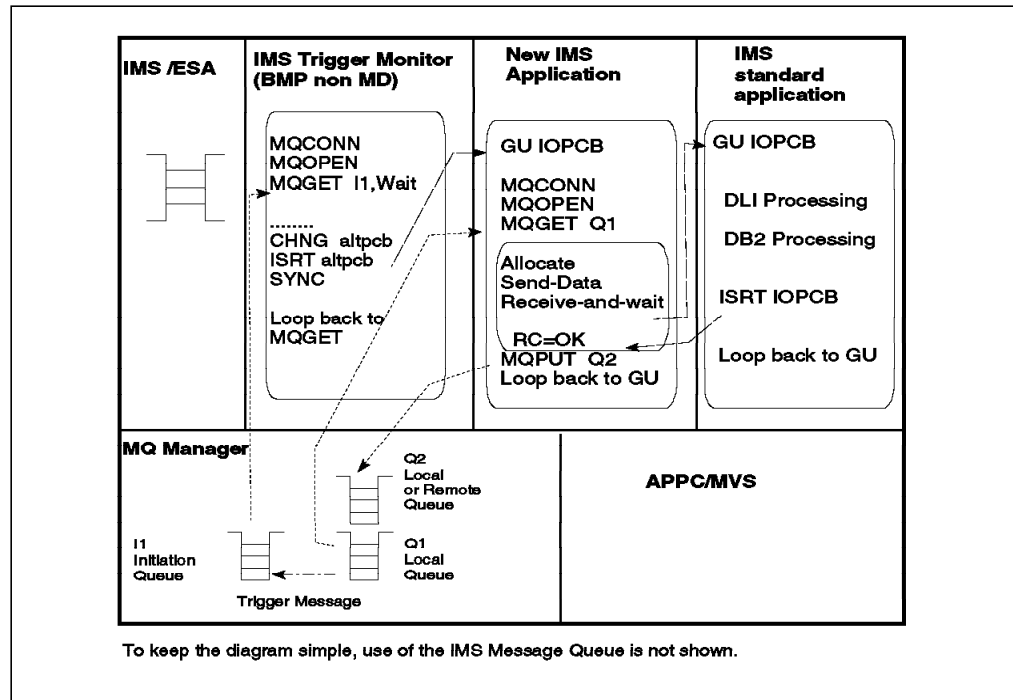 IMS /ESA
IMS Trigger Monitor
(BMP non MD)
MQCONN
MQOPEN
MQGET I1,Wait
--------
CHNG altpcb
ISRT altpcb
SYNC
Loop back to
MQGET
New IMS
Application
GU IOPCB
MQCONN
MQOPEN
MQGET Q1
Allocate
Send-Data
Receive-and-wait
RC=OK
MQPUT Q2
Loop back to GU
IMS
standard
application
GU IOPCB
DLI Processing
DB2 Processing
ISRT IOPCB
Loop back to GU
MQ Manager
Q2
Local
or Remote
Queue
I1
Initiation
Queue
Q1
Local
Queue
Trigger Message
APPC/MVS
To keep the diagram simple, use of the IMS Message Queue is not shown.